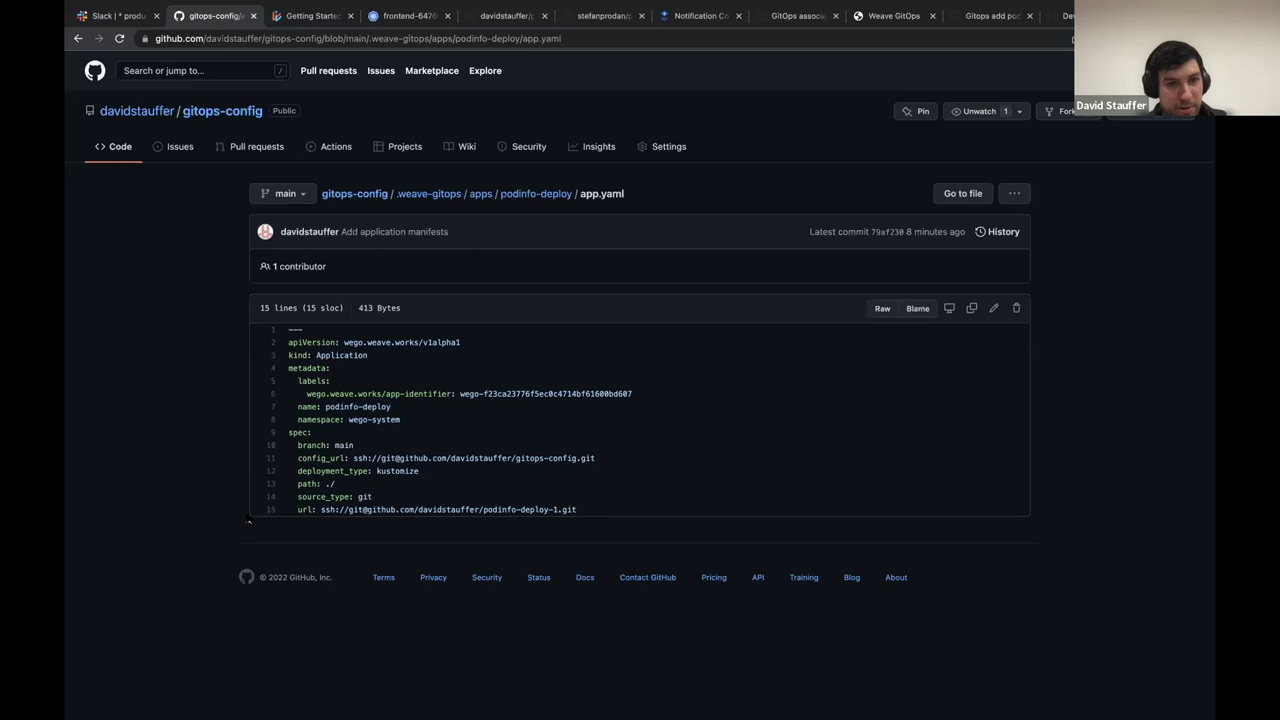 Slack | * produ
gitops-config/
Getting Starte
frontend-6476
davidstauffer/p
stefanprodan/
Notification Co
GitOps associa
Weave GitOps
Gitops add pod
Dev
github.com/davidstauffer/gitops-config/blob/main/.weave-gitops/apps/podinfo-deploy/app.yaml
Search or jump to... /
Pull requests
Issues
Marketplace
Explore
David Stauffer
davidstauffer / gitops-config Public
Pin
Unwatch 1
Fork
Code
Issues
Pull requests
Actions
Projects
Wiki
Security
Insights
Settings
main
gitops-config / .weave-gitops / apps / podinfo-deploy / app.yaml
Go to file
...
davidstauffer Add application manifests
Latest commit 79af230 8 minutes ago
History
1 contributor
15 lines (15 sloc) | 413 Bytes
Raw
Blame
1 ---
2 apiVersion: wego.weave.works/v1alpha1
3 kind: Application
4 metadata:
5 labels:
6 wego.weave.works/app-identifier: wego-f23ca23776f5ec0c4714bf61600bd607
7 name: podinfo-deploy
8 namespace: wego-system
9 spec:
10 branch: main
11 config_url: ssh://git@github.com/davidstauffer/gitops-config.git
12 deployment_type: kustomize
13 path: ./
14 source_type: git
15 url: ssh://git@github.com/davidstauffer/podinfo-deploy-1.git
© 2022 GitHub, Inc.
Terms
Privacy
Security
Status
Docs
Contact GitHub
Pricing
API
Training
Blog
About